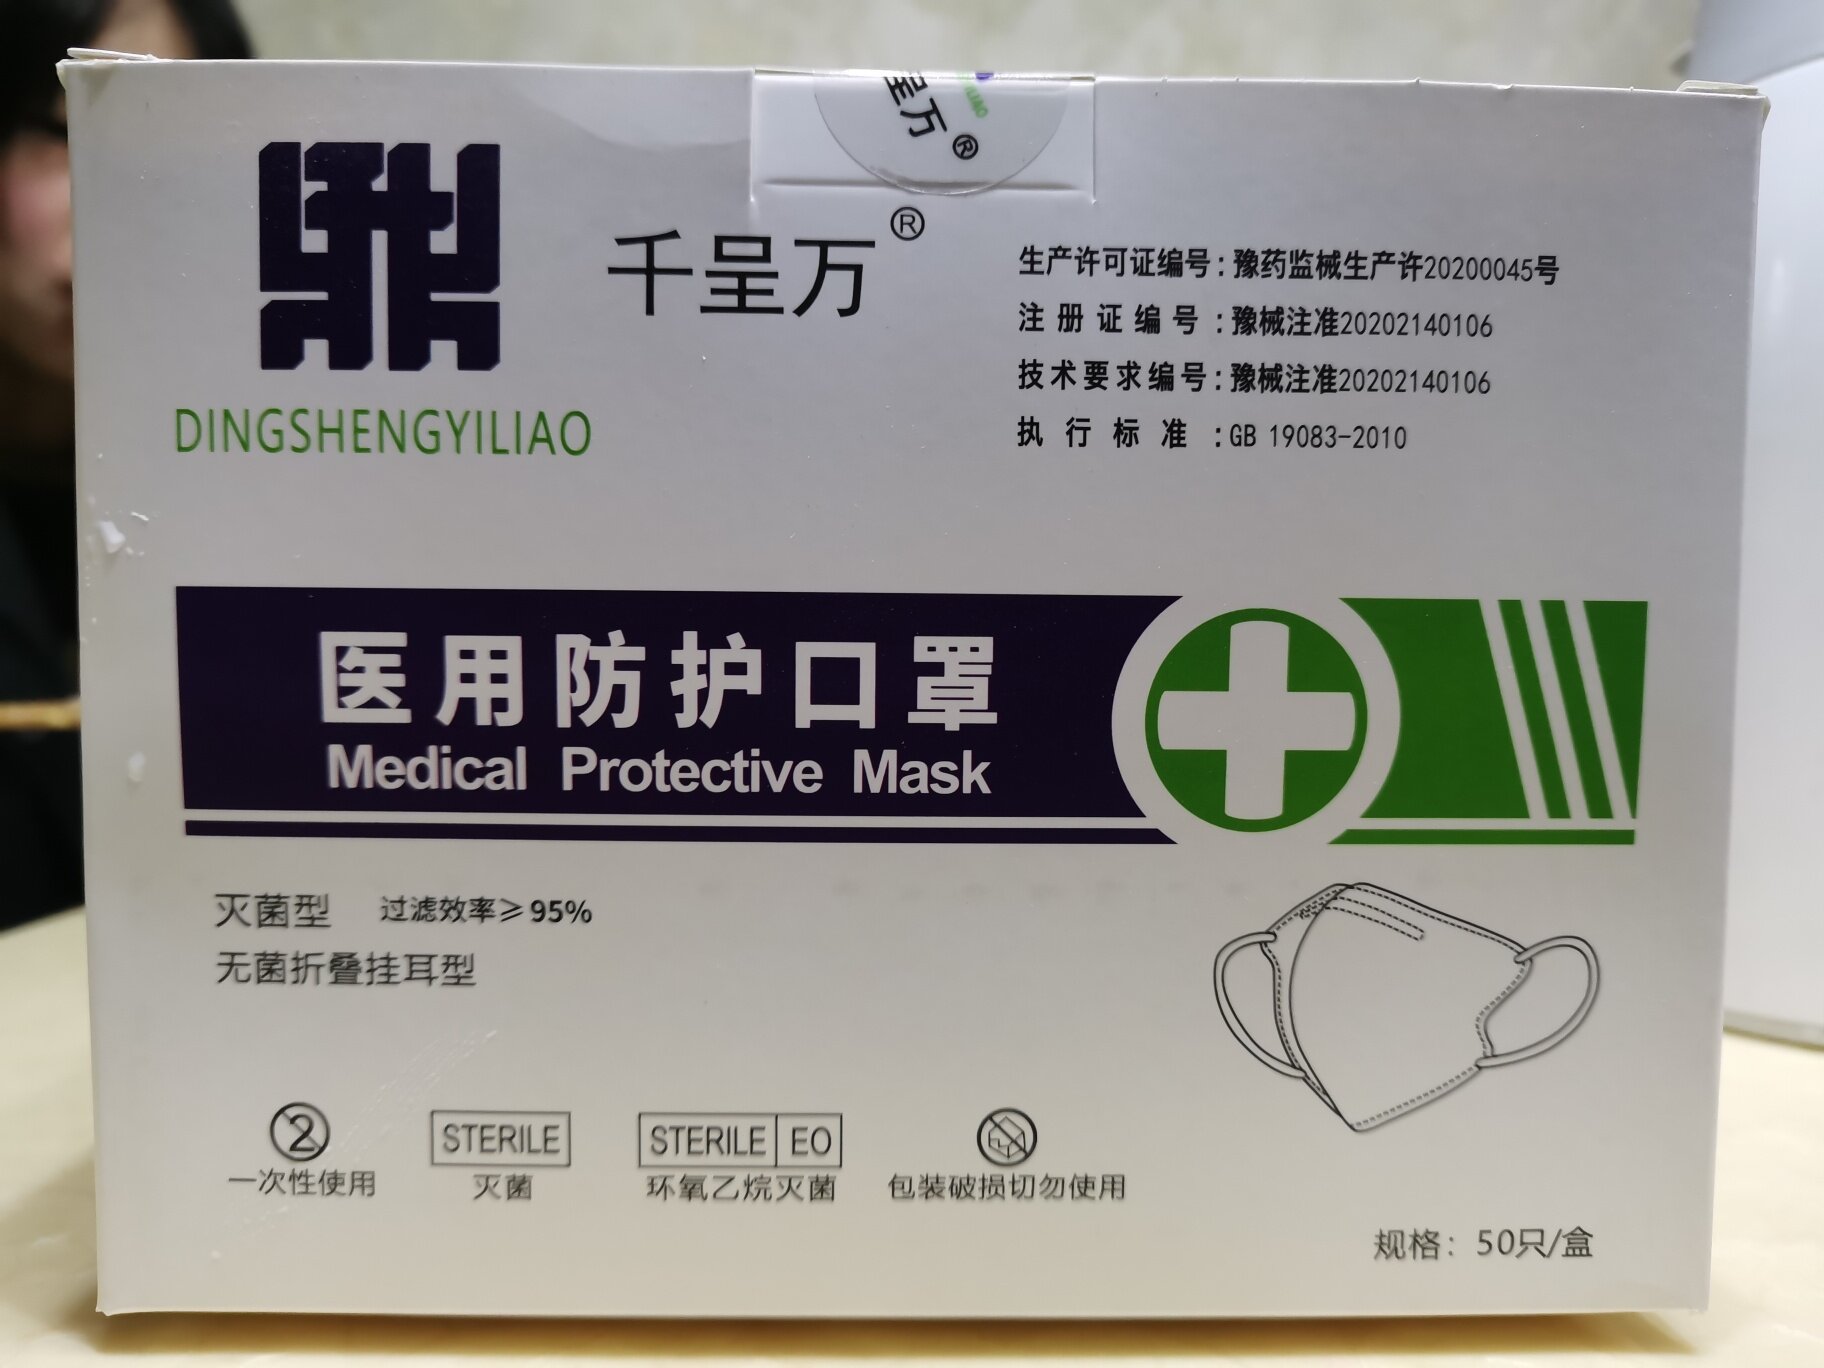 呈万®
千呈万®
DINGSHENGYILIAO
生产许可证编号:豫药监械生产许20200045号
注册证编号:豫械注准20202140106
技术要求编号:豫械注准20202140106
执行标准:GB 19083-2010
医用防护口罩
Medical Protective Mask
灭菌型 过滤效率≥95%
无菌折叠挂耳型
2
一次性使用
STERILE
灭菌
STERILE EO
环氧乙烷灭菌
包装破损切勿使用
规格：50只/盒